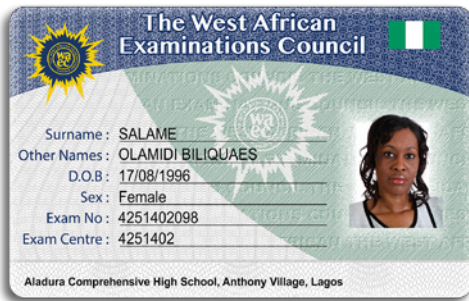 The West African
Examinations Council
Surname : SALAME
Other Names : OLAMIDI BILIQUAES
D.O.B : 17/08/1996
Sex : Female
Exam No : 4251402098
Exam Centre : 4251402
Aladura Comprehensive High School, Anthony Village, Lagos